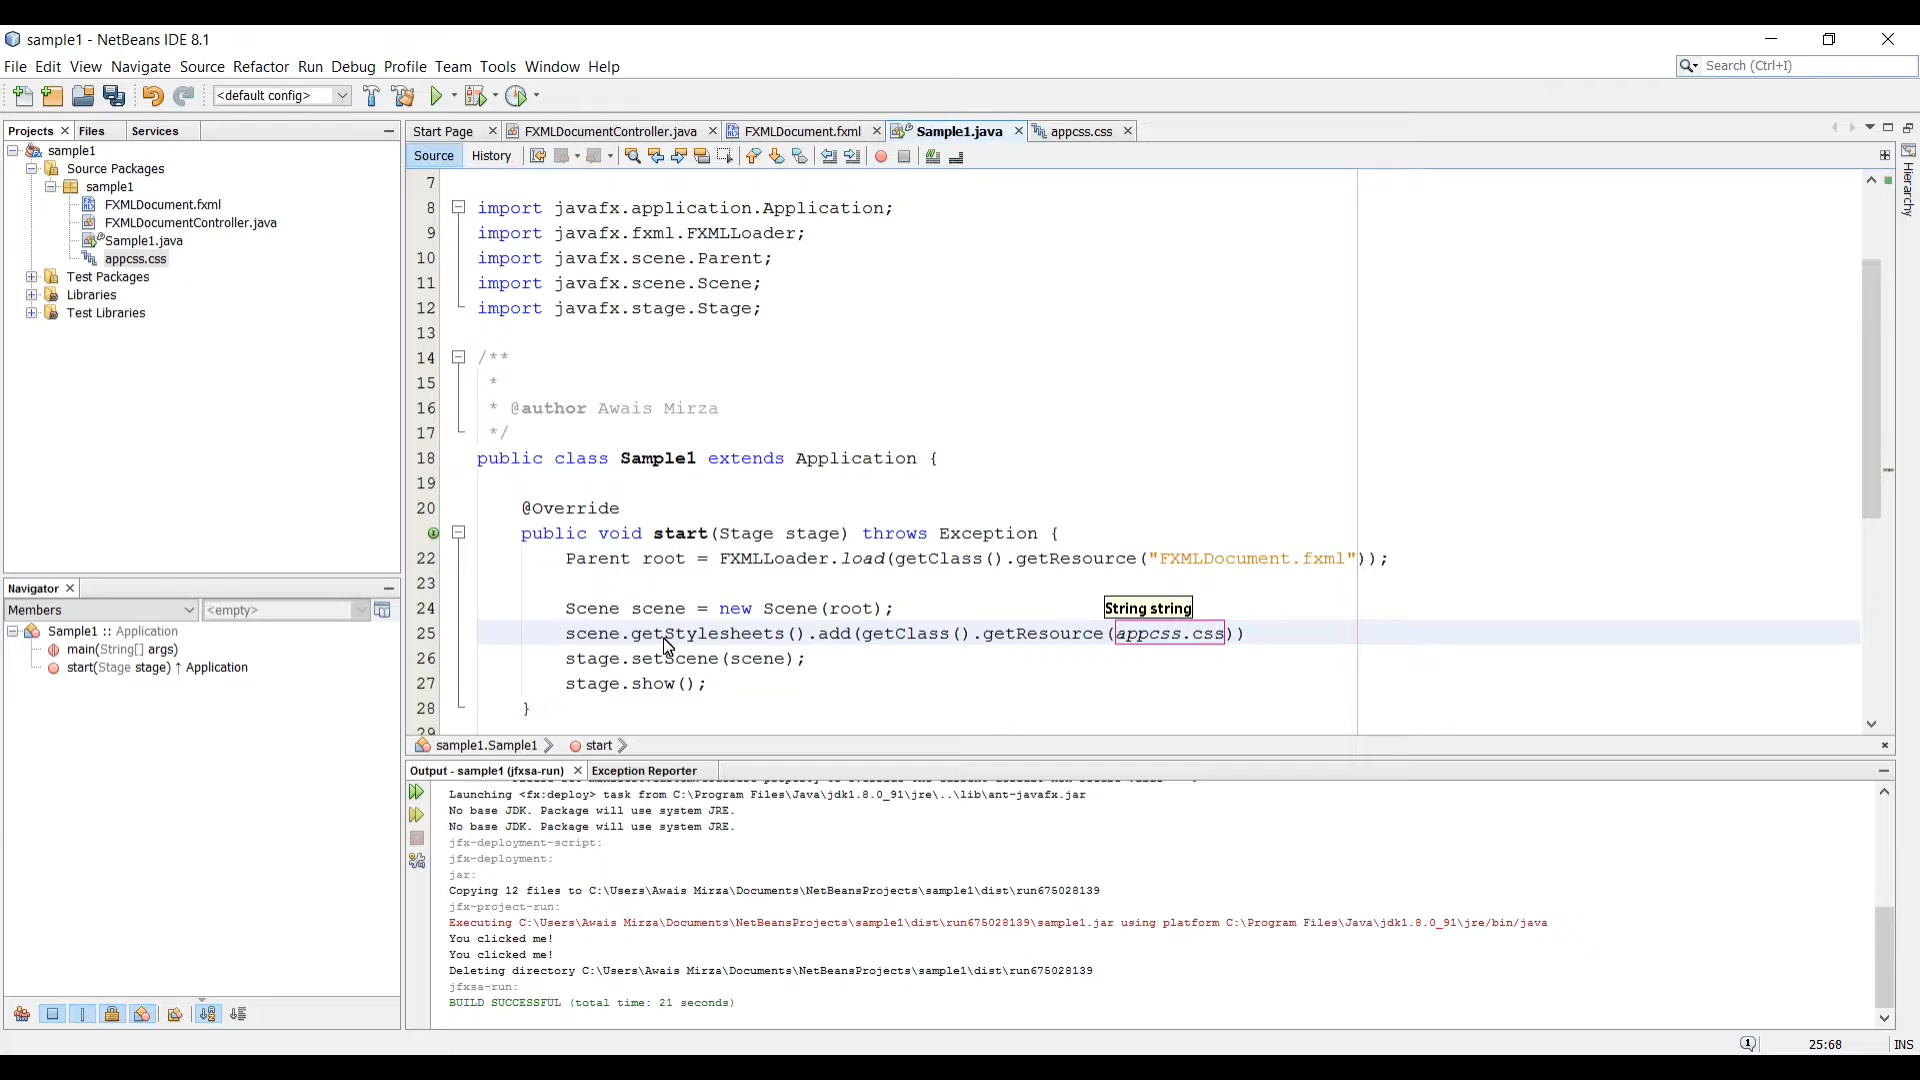 sample1 - NetBeans IDE 8.1
File Edit View Navigate Source Refactor Run Debug Profile Team Tools Window Help
Search (Ctrl+I)
<default config>
Projects Files Services
sample1
Source Packages
sample1
FXMLDocument.fxml
FXMLDocumentController.java
Sample1.java
appcss.css
Test Packages
Libraries
Test Libraries
Start Page FXMLDocumentController.java FXMLDocument.fxml Sample1.java appcss.css
Source History
7
8 import javafx.application.Application;
9 import javafx.fxml.FXMLLoader;
10 import javafx.scene.Parent;
11 import javafx.scene.Scene;
12 import javafx.stage.Stage;
13
14 /**
15 *
16 * @author Awais Mirza
17 */
18 public class Sample1 extends Application {
19
20 @Override
public void start(Stage stage) throws Exception {
22 Parent root = FXMLLoader.load(getClass().getResource("FXMLDocument.fxml"));
23
24 Scene scene = new Scene(root);
String string
25 scene.getStylesheets().add(getClass().getResource(appcss.css))
26 stage.setScene(scene);
27 stage.show();
28 }
29
sample1.Sample1 start
Hierarchy
Navigator
Members <empty>
Sample1 :: Application
main(String[] args)
start(Stage stage) ↑ Application
Output - sample1 (jfxsa-run) Exception Reporter
Launching <fx:deploy> task from C:\Program Files\Java\jdk1.8.0_91\jre\..\lib\ant-javafx.jar
No base JDK. Package will use system JRE.
No base JDK. Package will use system JRE.
jfx-deployment-script:
jfx-deployment:
jar:
Copying 12 files to C:\Users\Awais Mirza\Documents\NetBeansProjects\sample1\dist\run675028139
jfx-project-run:
Executing C:\Users\Awais Mirza\Documents\NetBeansProjects\sample1\dist\run675028139\sample1.jar using platform C:\Program Files\Java\jdk1.8.0_91\jre/bin/java
You clicked me!
You clicked me!
Deleting directory C:\Users\Awais Mirza\Documents\NetBeansProjects\sample1\dist\run675028139
jfxsa-run:
BUILD SUCCESSFUL (total time: 21 seconds)
1 25:68 INS